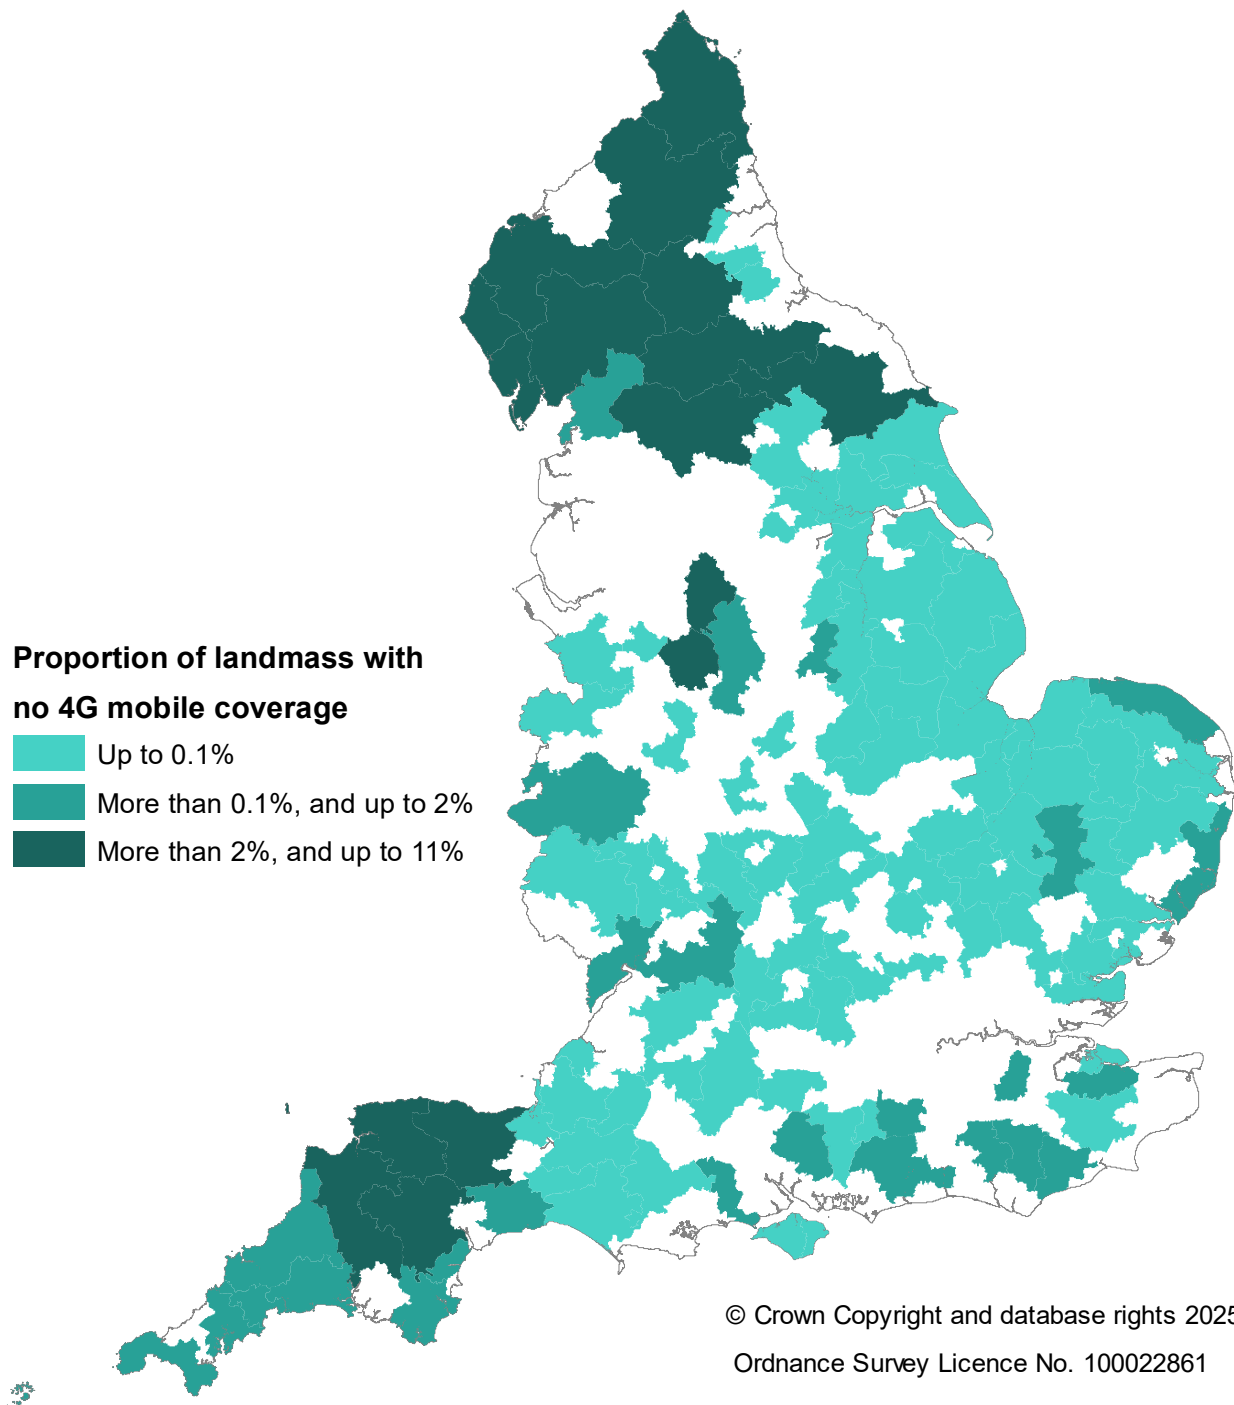 Proportion of landmass with
no 4G mobile coverage
Up to 0.1%
More than 0.1%, and up to 2%
More than 2%, and up to 11%
© Crown Copyright and database rights 2025
Ordnance Survey Licence No. 100022861